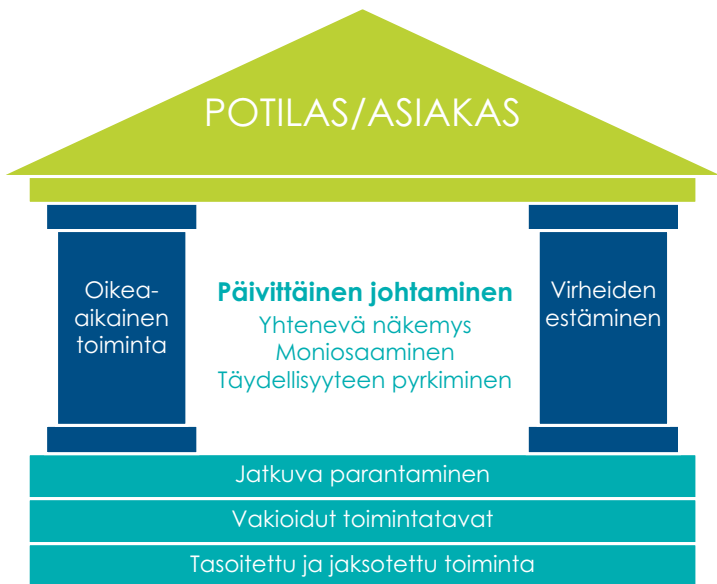 POTILAS/ASIAKAS
Oikea-
aikainen
toiminta
Päivittäinen johtaminen
Yhtenevä näkemys
Moniosaaminen
Täydellisyyteen pyrkiminen
Virheiden
estäminen
Jatkuva parantaminen
Vakioidut toimintatavat
Tasoitettu ja jaksotettu toiminta